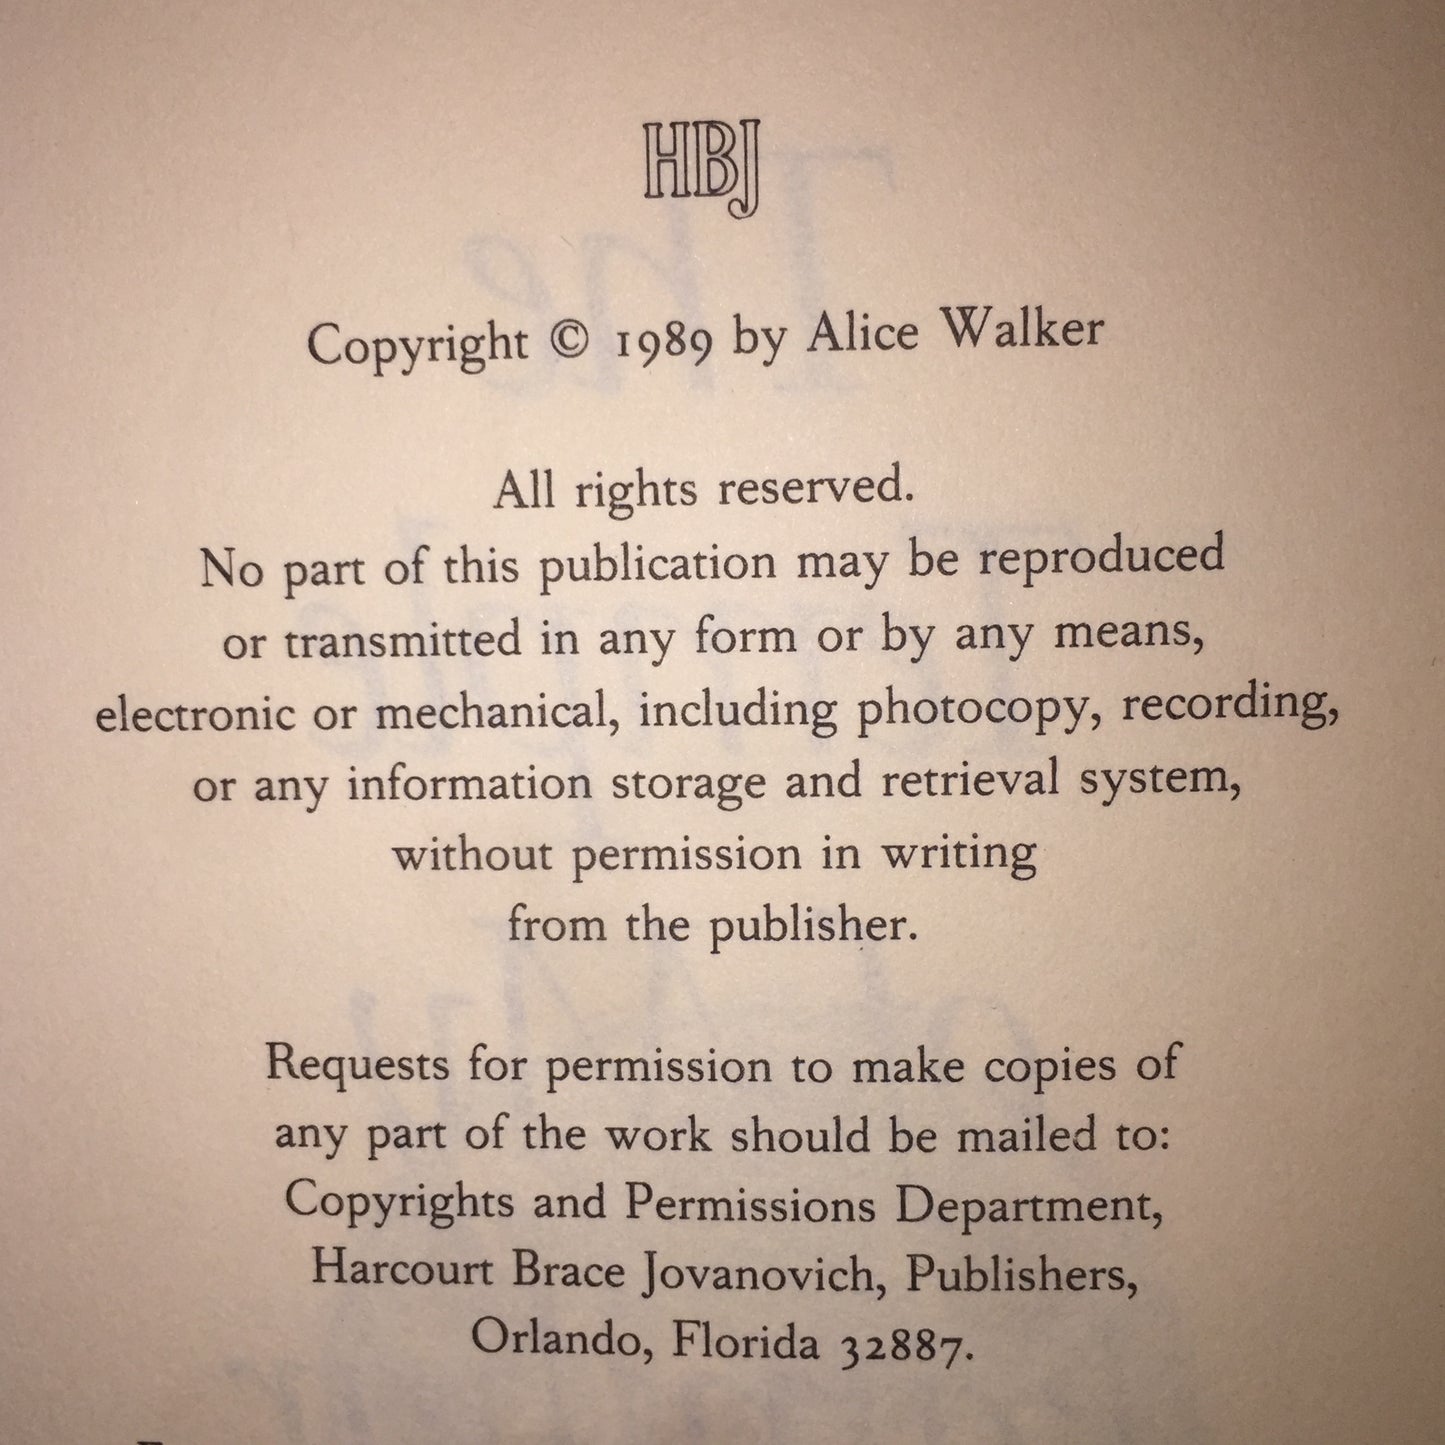 HBJ
Copyright © 1989 by Alice Walker
All rights reserved.
No part of this publication may be reproduced
or transmitted in any form or by any means,
electronic or mechanical, including photocopy, recording,
or any information storage and retrieval system,
without permission in writing
from the publisher.
Requests for permission to make copies of
any part of the work should be mailed to:
Copyrights and Permissions Department,
Harcourt Brace Jovanovich, Publishers,
Orlando, Florida 32887.